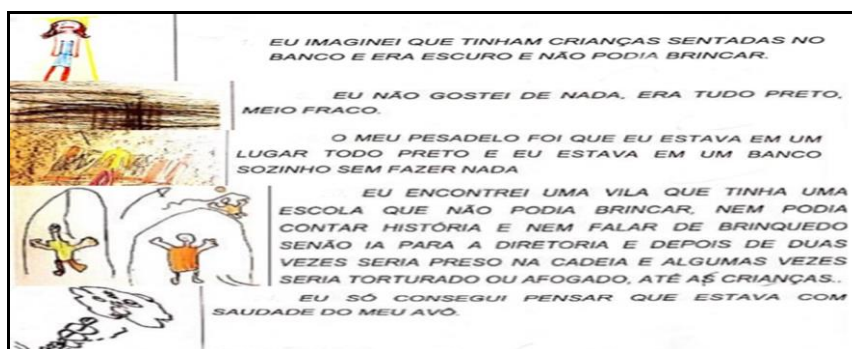 EU IMAGINEI QUE TINHAM CRIANÇAS SENTADAS NO
BANCO E ERA ESCURO E NÃO PODIA BRINCAR.
EU NÃO GOSTEI DE NADA, ERA TUDO PRETO,
MEIO FRACO.
O MEU PESADELO FOI QUE EU ESTAVA EM UM
LUGAR TODO PRETO E EU ESTAVA EM UM BANCO
SOZINHO SEM FAZER NADA
EU ENCONTREI UMA VILA QUE TINHA UMA
ESCOLA QUE NÃO PODIA BRINCAR, NEM PODIA
CONTAR HISTÓRIA E NEM FALAR DE BRINQUEDO
SENÃO IA PARA A DIRETORIA E DEPOIS DE DUAS
VEZES SERIA PRESO NA CADEIA E ALGUMAS VEZES
SERIA TORTURADO OU AFOGADO, ATÉ AS CRIANÇAS..
EU SÓ CONSEGUI PENSAR QUE ESTAVA COM
SAUDADE DO MEU AVÔ.